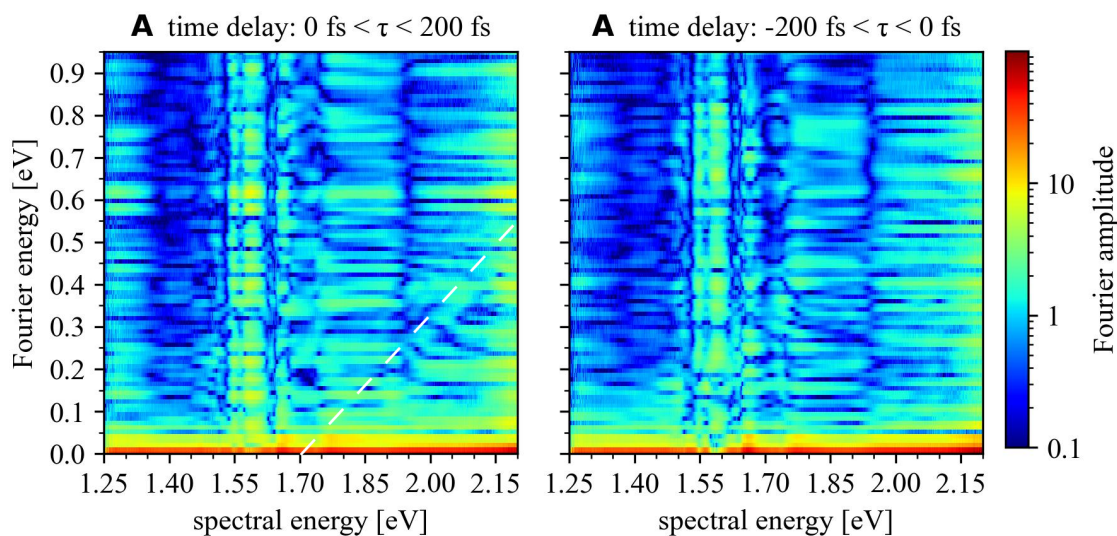 A time delay: 0 fs < τ < 200 fs
A time delay: -200 fs < τ < 0 fs
Fourier energy [eV]
0.9
0.8
0.7
0.6
0.5
0.4
0.3
0.2
0.1
0.0
1.25 1.40 1.55 1.70 1.85 2.00 2.15
spectral energy [eV]
1.25 1.40 1.55 1.70 1.85 2.00 2.15
spectral energy [eV]
10
1
0.1
Fourier amplitude